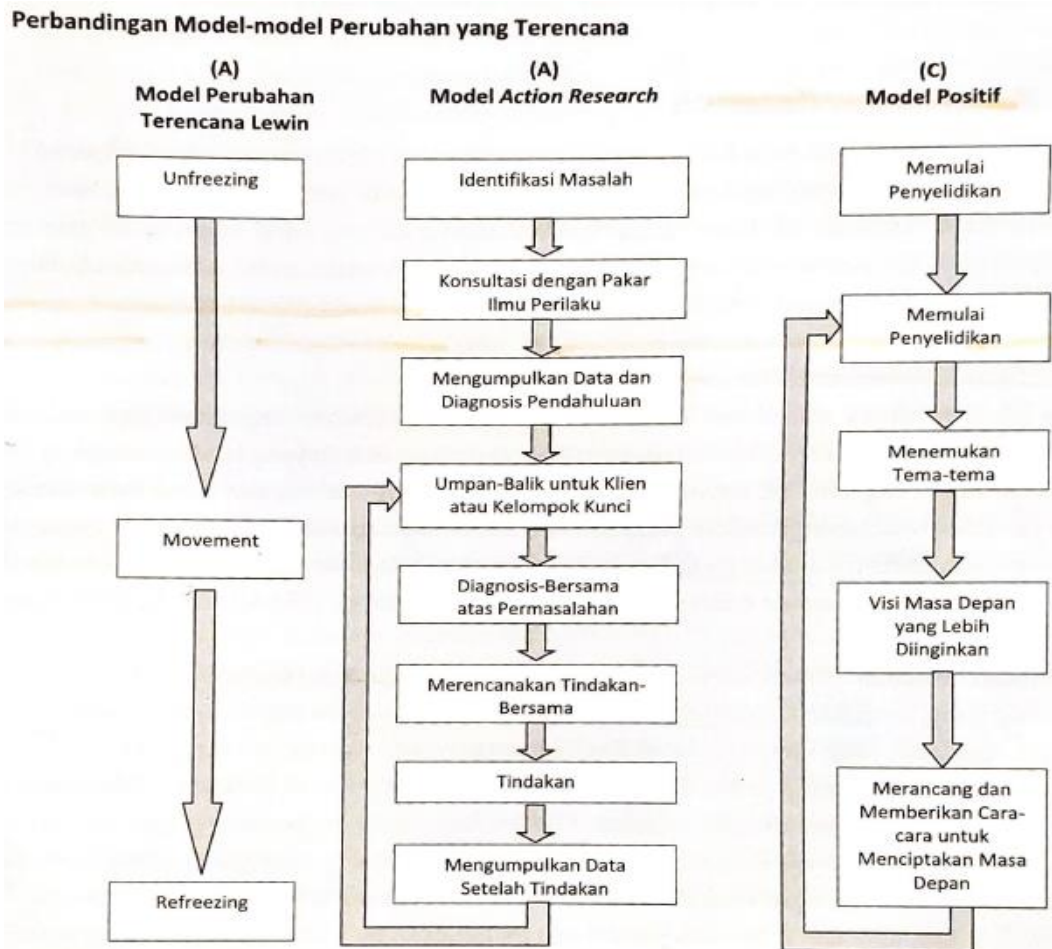 Perbandingan Model-model Perubahan yang Terencana
(A)
Model Perubahan
Terencana Lewin
Unfreezing
Movement
Refreezing
(A)
Model Action Research
Identifikasi Masalah
Konsultasi dengan Pakar
Ilmu Perilaku
Mengumpulkan Data dan
Diagnosis Pendahuluan
Umpan-Balik untuk Klien
atau Kelompok Kunci
Diagnosis-Bersama
atas Permasalahan
Merencanakan Tindakan-
Bersama
Tindakan
Mengumpulkan Data
Setelah Tindakan
(C)
Model Positif
Memulai
Penyelidikan
Memulai
Penyelidikan
Menemukan
Tema-tema
Visi Masa Depan
yang Lebih
Diinginkan
Merancang dan
Memberikan Cara-
cara untuk
Menciptakan Masa
Depan